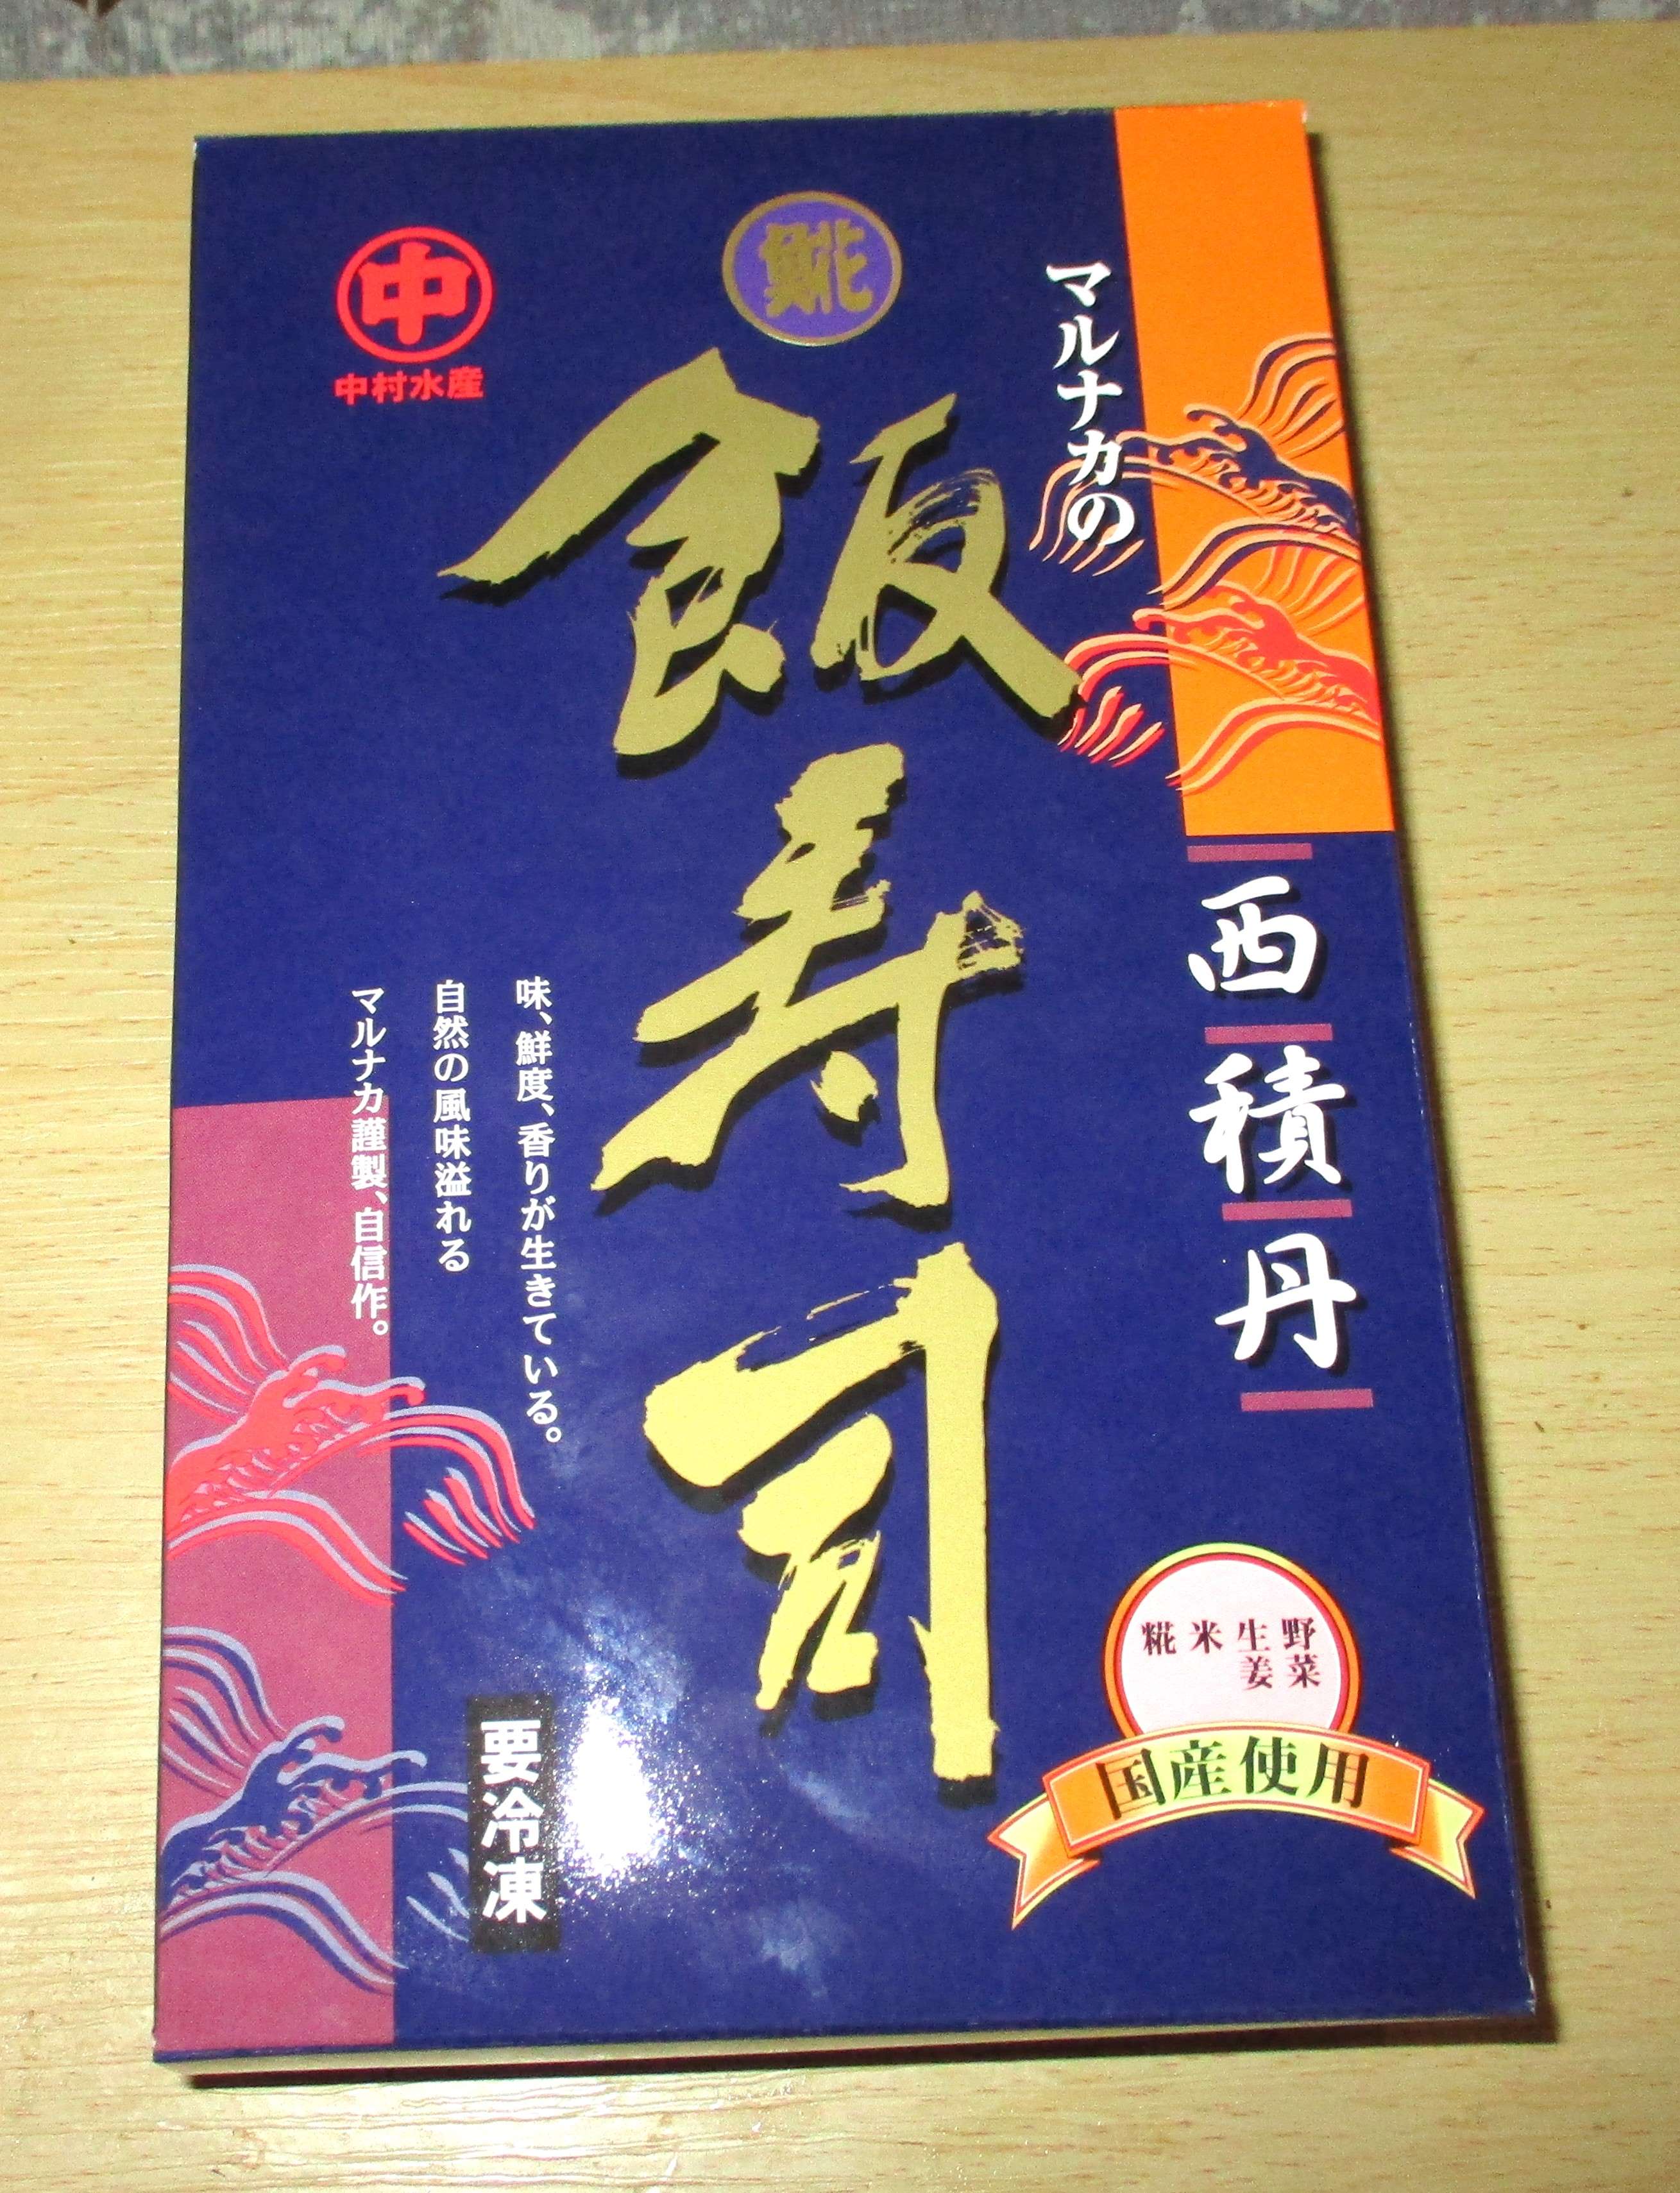 マルナカの
西積丹
𩸽
飯寿司
中
中村水産
味、鮮度、香りが生きている。
自然の風味溢れる
マルナカ謹製、自信作。
要冷凍
野菜
生姜
米
糀
国産使用